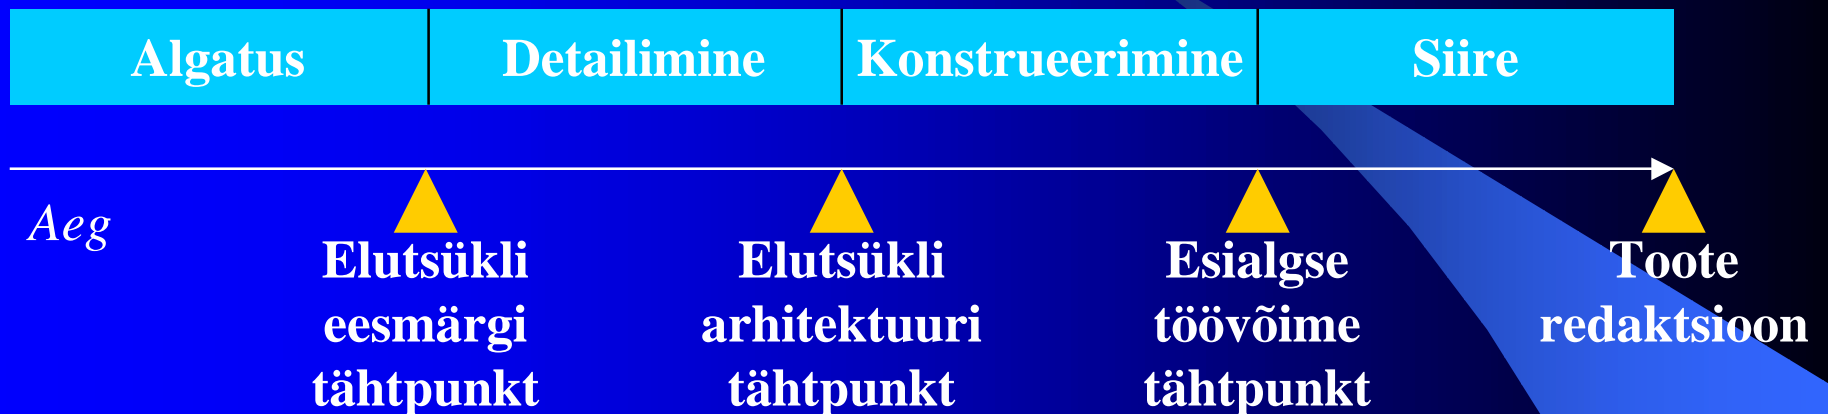 Algatus Detailimine Konstrueerimine Siire
Aeg
Elutsükli
eesmärgi
tähtpunkt
Elutsükli
arhitektuuri
tähtpunkt
Esialgse
töövõime
tähtpunkt
Toote
redaktsioon